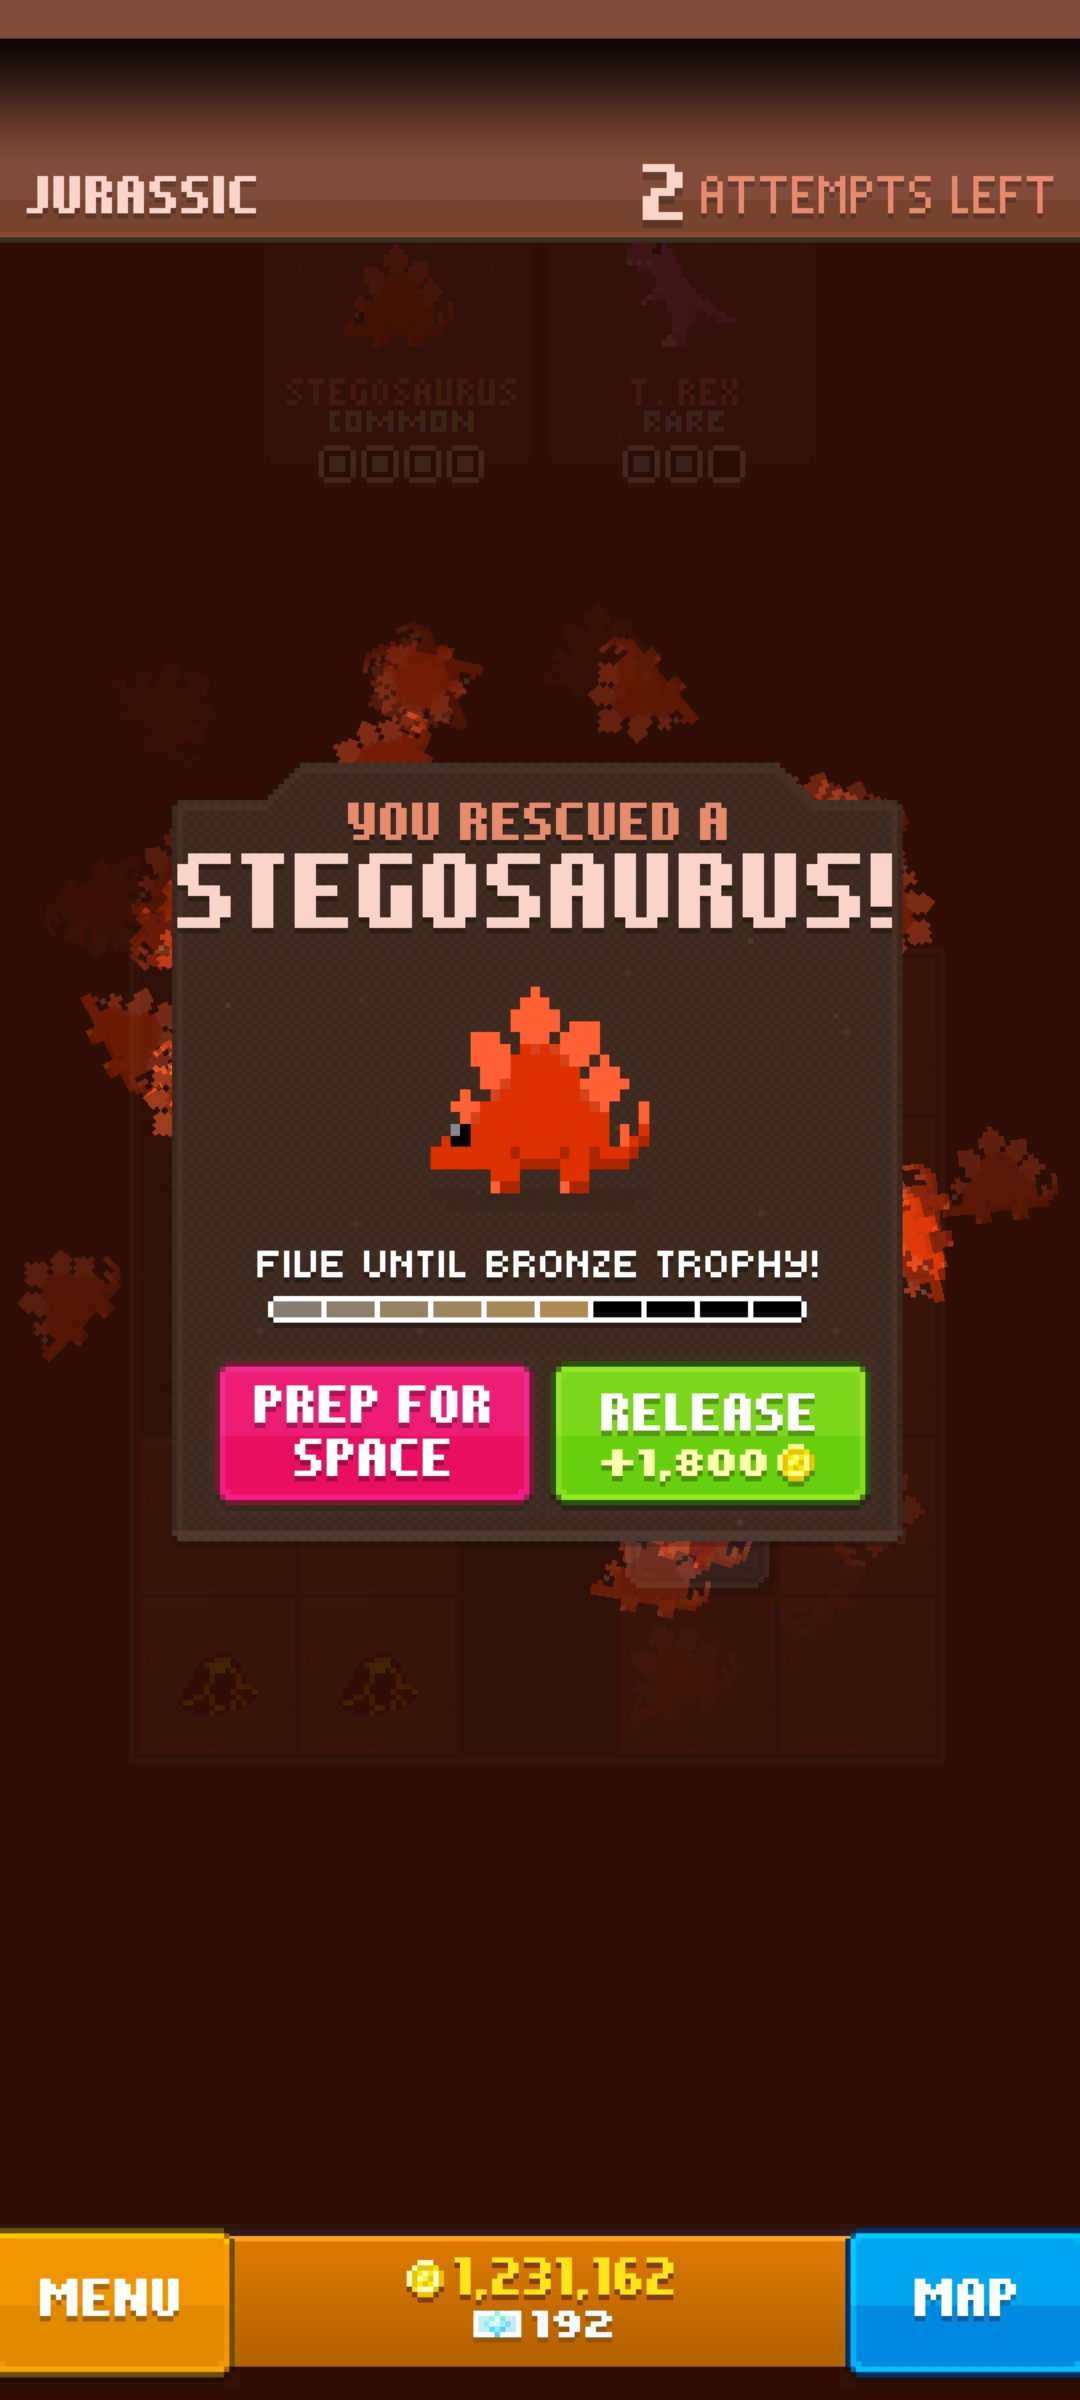 JURASSIC
2 ATTEMPTS LEFT
STEGOSAURUS
COMMON
T. REX
RARE
YOU RESCUED A
STEGOSAURUS!
FIVE UNTIL BRONZE TROPHY!
PREP FOR
SPACE
RELEASE
+1,800
MENU
1,231,162
192
MAP